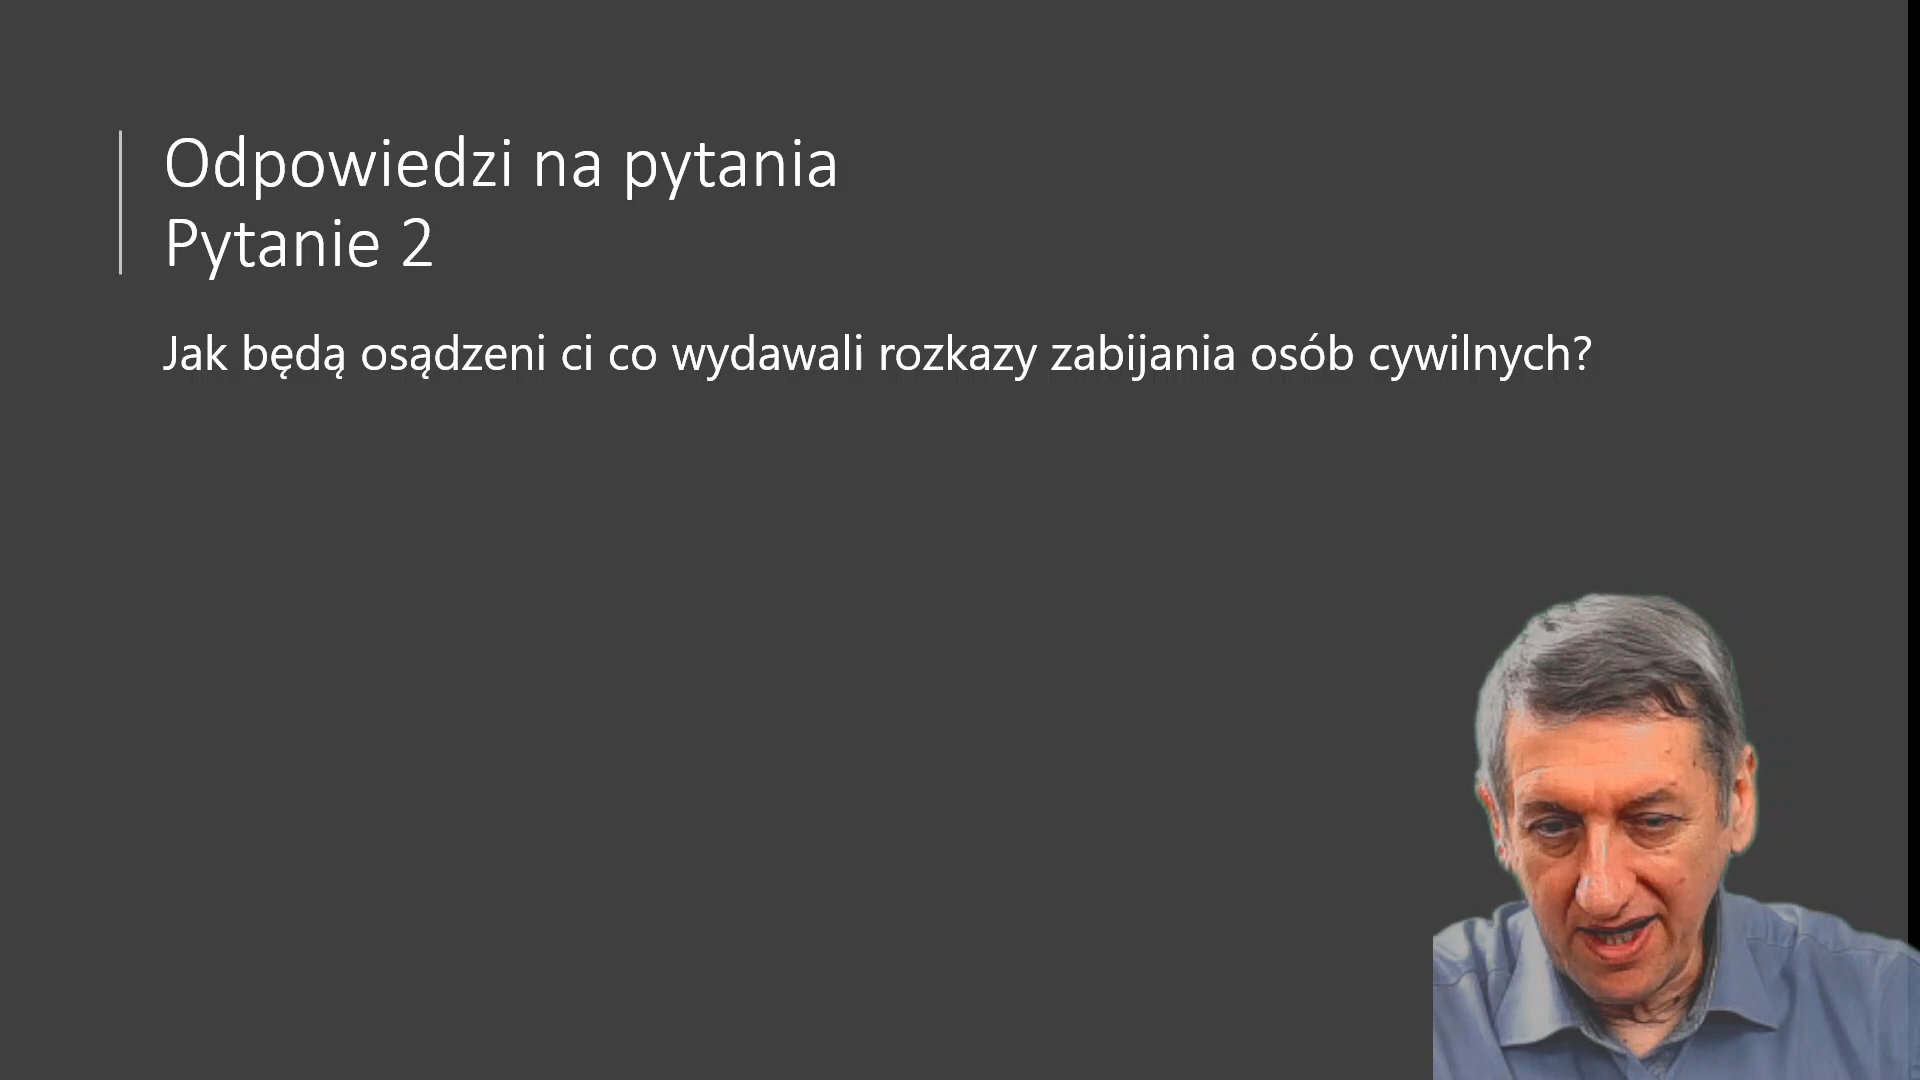 Odpowiedzi na pytania
Pytanie 2
Jak będą osądzeni ci co wydawali rozkazy zabijania osób cywilnych?